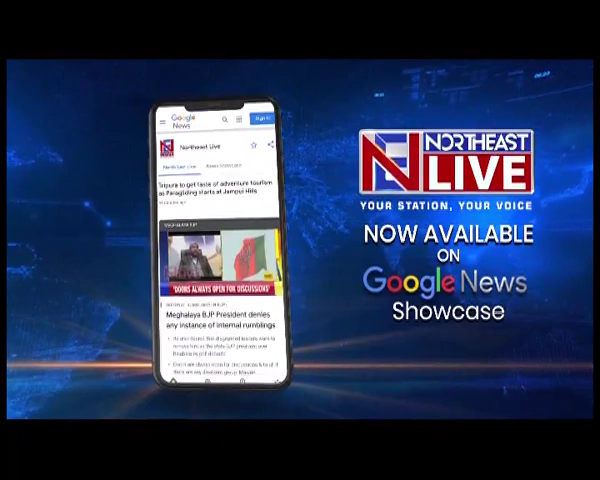 Google
News
Sign in
Northeast Live
Tripura to get taste of adventure tourism
as Paragliding starts at Jampui Hills
"DOORS ALWAYS OPEN FOR DISCUSSIONS"
Meghalaya BJP President denies
any instance of internal rumblings
NORTHEAST
LIVE
YOUR STATION, YOUR VOICE
NOW AVAILABLE
ON
Google News
Showcase